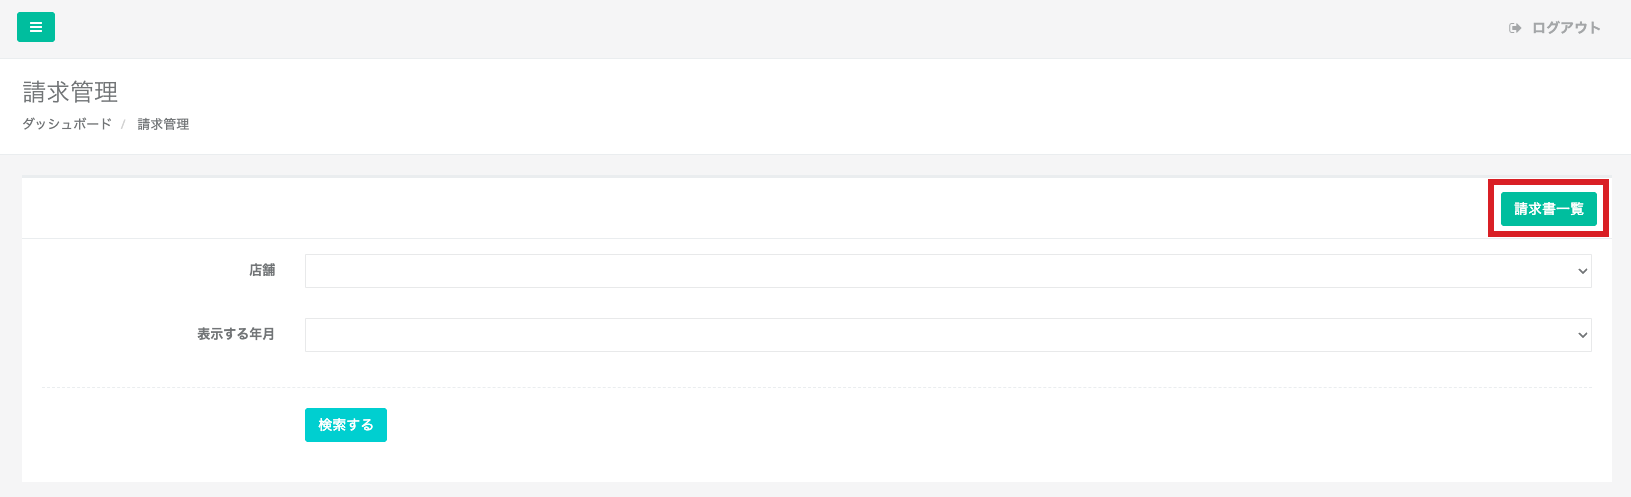 ログアウト
請求管理
ダッシュボード / 請求管理
請求書一覧
店舗
表示する年月
検索する